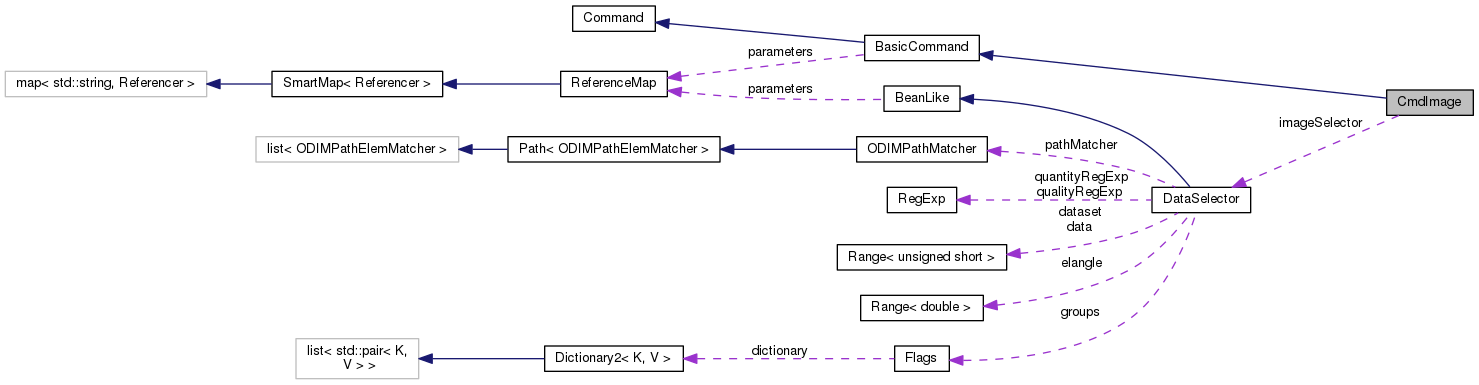 Command
BasicCommand
parameters
map< std::string, Referencer >
SmartMap< Referencer >
ReferenceMap
parameters
BeanLike
CmdImage
imageSelector
list< ODIMPathElemMatcher >
Path< ODIMPathElemMatcher >
ODIMPathMatcher
pathMatcher
quantityRegExp
qualityRegExp
RegExp
DataSelector
dataset
data
Range< unsigned short >
elangle
Range< double >
groups
list< std::pair< K,
V > >
Dictionary2< K, V >
dictionary
Flags